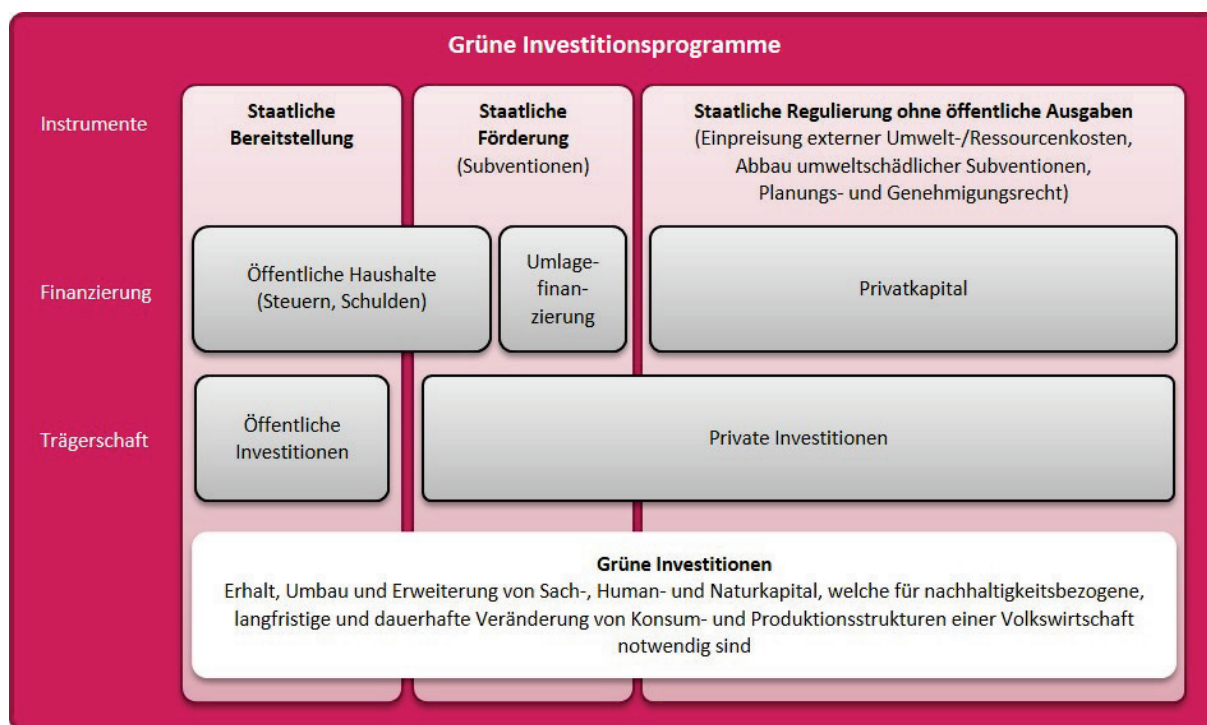 Grüne Investitionsprogramme
Instrumente
Staatliche
Bereitstellung
Staatliche
Förderung
(Subventionen)
Staatliche Regulierung ohne öffentliche Ausgaben
(Einpreisung externer Umwelt-/Ressourcenkosten,
Abbau umweltschädlicher Subventionen,
Planungs- und Genehmigungsrecht)
Finanzierung
Öffentliche Haushalte
(Steuern, Schulden)
Umlage-
finan-
zierung
Privatkapital
Trägerschaft
Öffentliche
Investitionen
Private Investitionen
Grüne Investitionen
Erhalt, Umbau und Erweiterung von Sach-, Human- und Naturkapital, welche für nachhaltigkeitsbezogene,
langfristige und dauerhafte Veränderung von Konsum- und Produktionsstrukturen einer Volkswirtschaft
notwendig sind